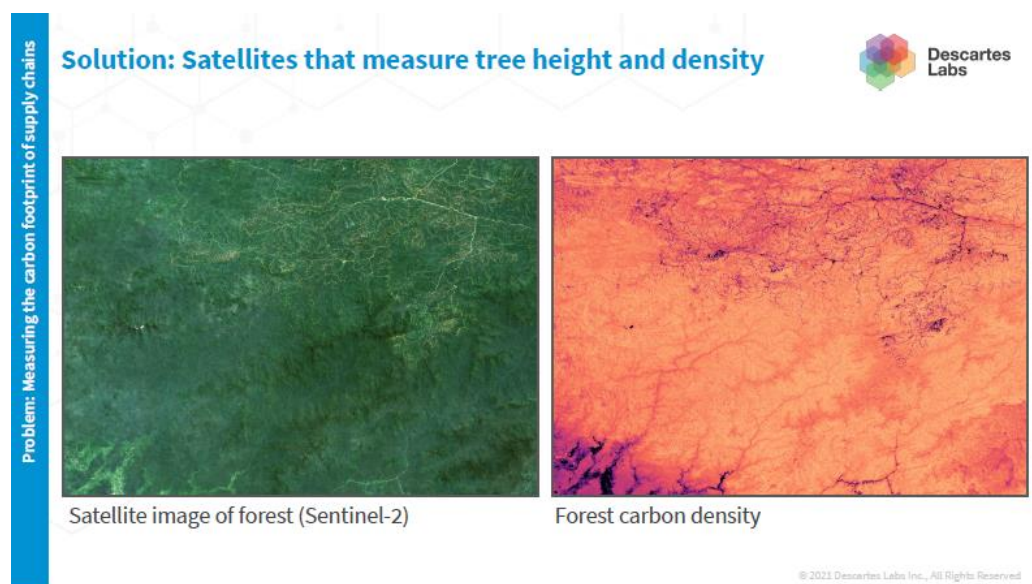 Problem: Measuring the carbon footprint of supply chains
Solution: Satellites that measure tree height and density
Descartes
Labs
Satellite image of forest (Sentinel-2)
Forest carbon density
© 2021 Descartes Labs Inc., All Rights Reserved